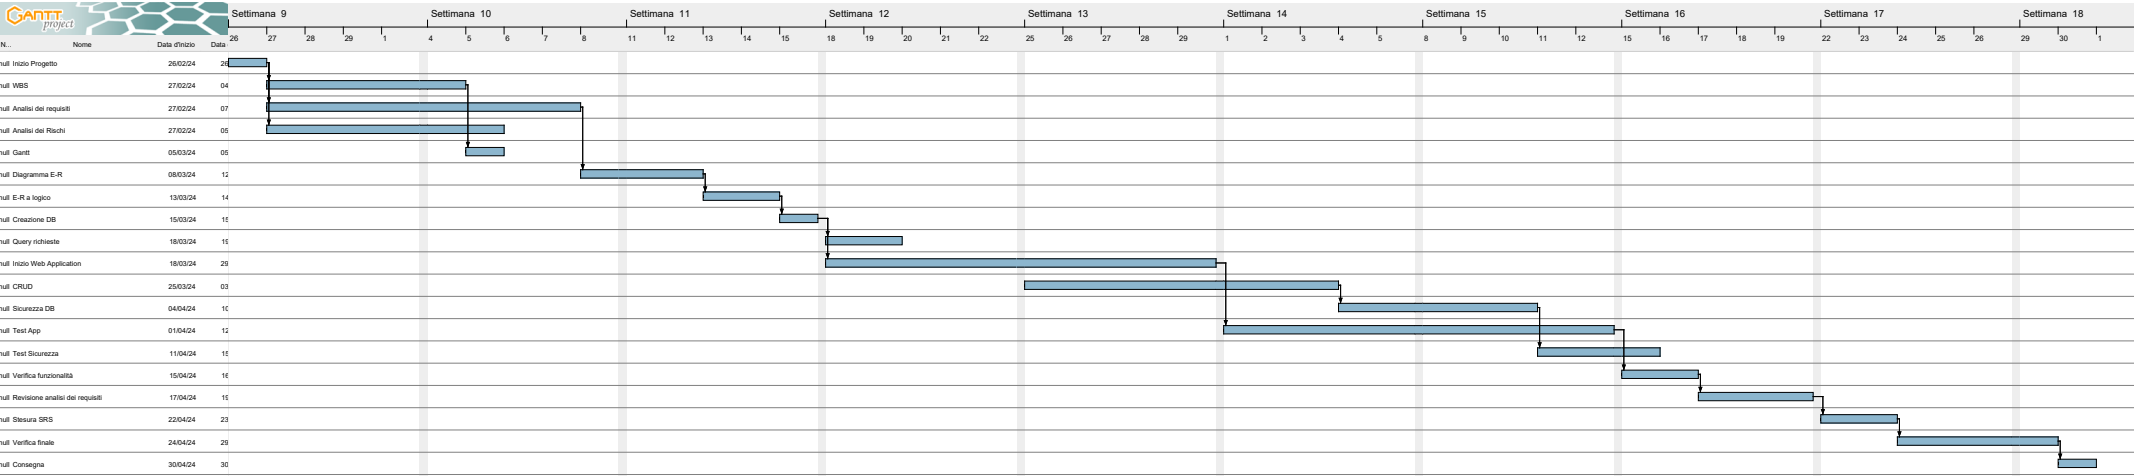 GANTT project
Settimana 9 Settimana 10 Settimana 11 Settimana 12 Settimana 13 Settimana 14 Settimana 15 Settimana 16 Settimana 17 Settimana 18
N... Nome Data d'inizio Data 26 27 28 29 1 4 5 6 7 8 11 12 13 14 15 18 19 20 21 22 25 26 27 28 29 1 2 3 4 5 8 9 10 11 12 15 16 17 18 19 22 23 24 25 26 29 30 1
null Inizio Progetto 26/02/24 26
null WBS 27/02/24 04
null Analisi dei requisiti 27/02/24 07
null Analisi dei Rischi 27/02/24 05
null Gantt 05/03/24 05
null Diagramma E-R 08/03/24 12
null E-R a logico 13/03/24 14
null Creazione DB 15/03/24 15
null Query richieste 18/03/24 19
null Inizio Web Application 18/03/24 29
null CRUD 25/03/24 03
null Sicurezza DB 04/04/24 10
null Test App 01/04/24 12
null Test Sicurezza 11/04/24 15
null Verifica funzionalità 15/04/24 16
null Revisione analisi dei requisiti 17/04/24 19
null Stesura SRS 22/04/24 23
null Verifica finale 24/04/24 29
null Consegna 30/04/24 30